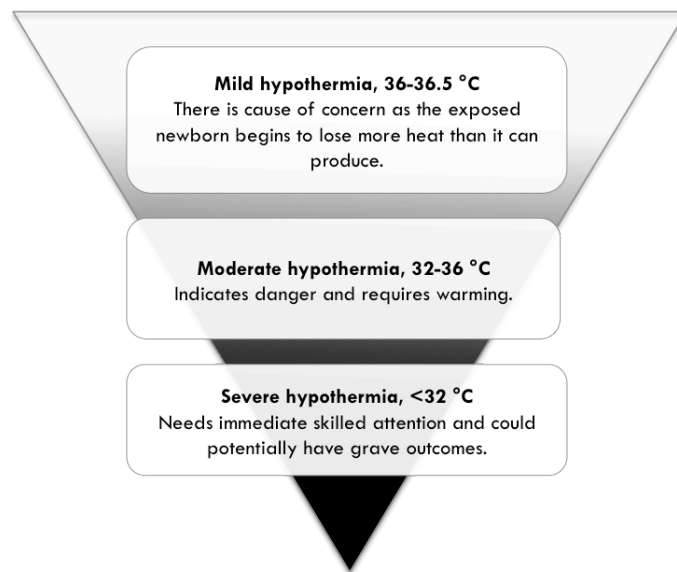 Mild hypothermia, 36-36.5 °C
There is cause of concern as the exposed
newborn begins to lose more heat than it can
produce.
Moderate hypothermia, 32-36 °C
Indicates danger and requires warming.
Severe hypothermia, <32 °C
Needs immediate skilled attention and could
potentially have grave outcomes.